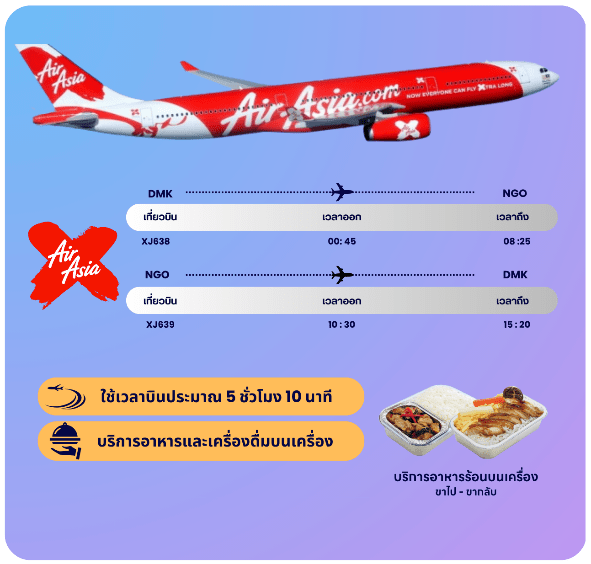 Air
Asia
AirAsia.com
NOW EVERYONE CAN FLY XTRA LONG
DMK
NGO
เที่ยวบิน เวลาออก เวลาถึง
XJ638 00:45 08:25
Air
Asia
NGO
DMK
เที่ยวบิน เวลาออก เวลาถึง
XJ639 10:30 15:20
ใช้เวลาบินประมาณ 5 ชั่วโมง 10 นาที
บริการอาหารและเครื่องดื่มบนเครื่อง
บริการอาหารร้อนบนเครื่อง
ขาไป - ขากลับ